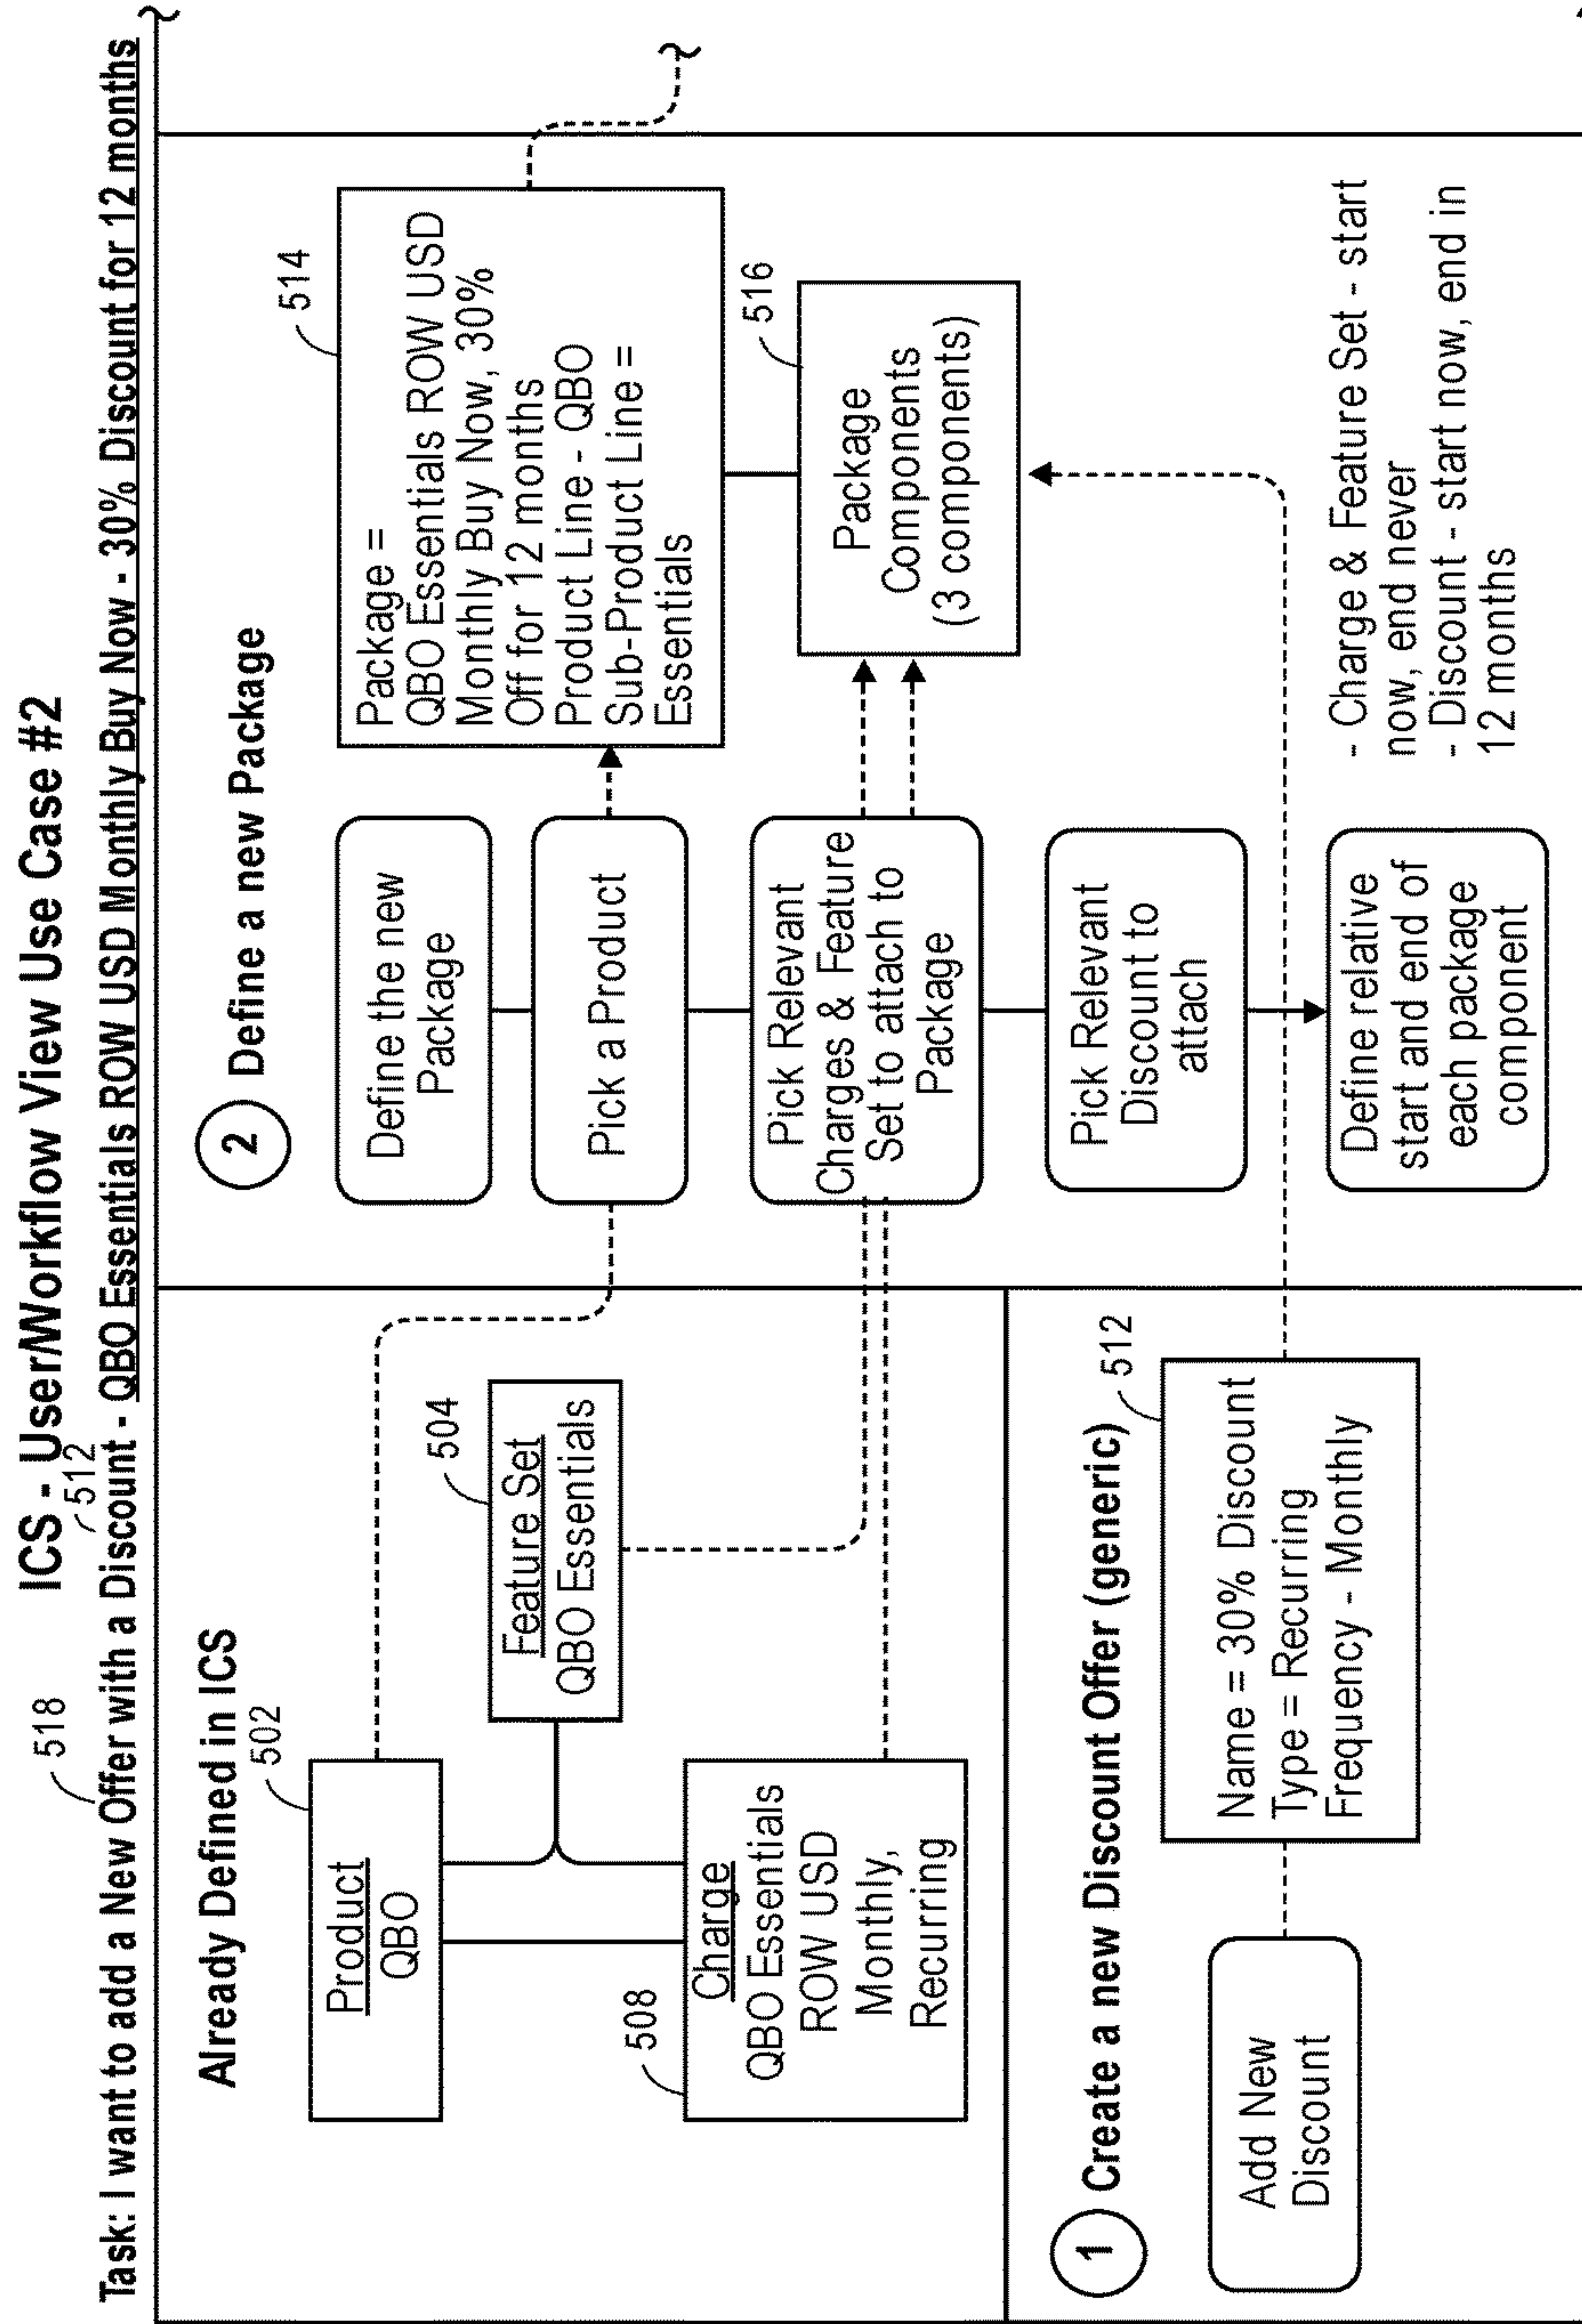 ICS - User/Workflow View Use Case #2
518
512
Task: I want to add a New Offer with a Discount - QBO Essentials ROW USD Monthly Buy Now - 30% Discount for 12 months
Already Defined in ICS
502
Product
QBO
504
Feature Set
QBO Essentials
508
Charge
QBO Essentials
ROW USD
Monthly,
Recurring
1 Create a new Discount Offer (generic)
Add New
Discount
512
Name = 30% Discount
Type = Recurring
Frequency - Monthly
2 Define a new Package
Define the new
Package
Pick a Product
Pick Relevant
Charges & Feature
Set to attach to
Package
Pick Relevant
Discount to
attach
Define relative
start and end of
each package
component
514
Package =
QBO Essentials ROW USD
Monthly Buy Now, 30%
Off for 12 months
Product Line - QBO
Sub-Product Line =
Essentials
516
Package
Components
(3 components)
- Charge & Feature Set - start
now, end never
- Discount - start now, end in
12 months